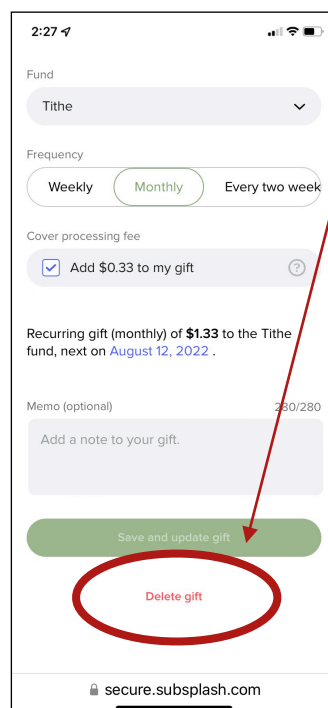 2:27
Fund
Tithe
Frequency
Weekly Monthly Every two week
Cover processing fee
Add $0.33 to my gift ?
Recurring gift (monthly) of $1.33 to the Tithe
fund, next on August 12, 2022 .
Memo (optional) 280/280
Add a note to your gift.
Save and update gift
Delete gift
secure.subsplash.com